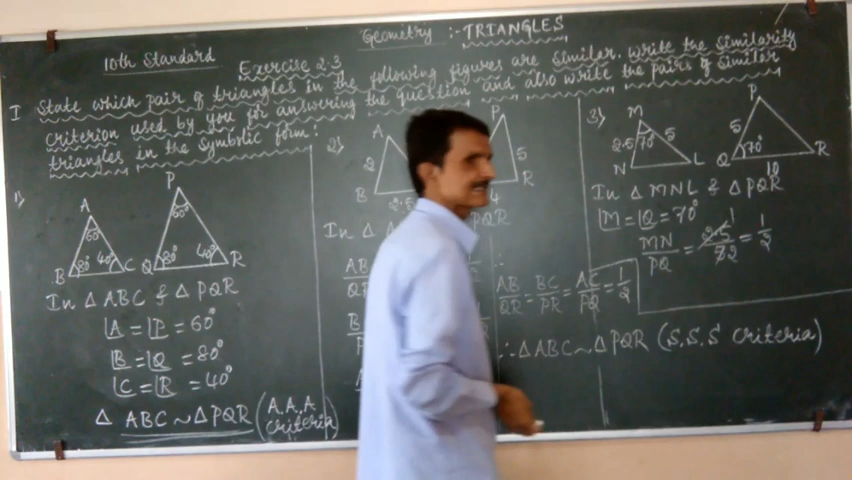 10th Standard
Geometry :- TRIANGLES
Exercise 2.3
I State which pair of triangles in the following figures are similar. Write the similarity
criterion used by you for answering the question and also write the pairs of similar
triangles in the symbolic form:
1)
A
60°
B 80° 40° C
P
60°
Q 80° 40° R
In Δ ABC & Δ PQR
∠A = ∠P = 60°
∠B = ∠Q = 80°
∠C = ∠R = 40°
Δ ABC ~ Δ PQR (A.A.A criteria)
2)
A
2
B
2.5
P
5
R
4
In Δ A
PQR
AB
QR
B
P
∴
AB/QR = BC/PR = AC/PQ = 1/2
∴ Δ ABC ~ Δ PQR (S.S.S criteria)
3)
M
2.5 70° 5
N L
P
5
Q 70° R
10
In Δ MNL & Δ PQR
∠M = ∠Q = 70°
MN/PQ = = 1/2